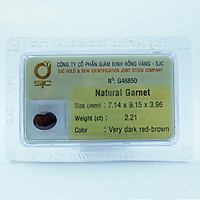 CÔNG TY CỔ PHẦN GIÁM ĐỊNH RỒNG VÀNG - SJC
SJC GOLD & GEM IDENTIFICATION JOINT STOCK COMPANY
SJC
Nº: G46850
Natural Garnet
Size (mm) : 7.14 x 9.15 x 3.96
Weight (ct) : 2.21
Color : Very dark red-brown